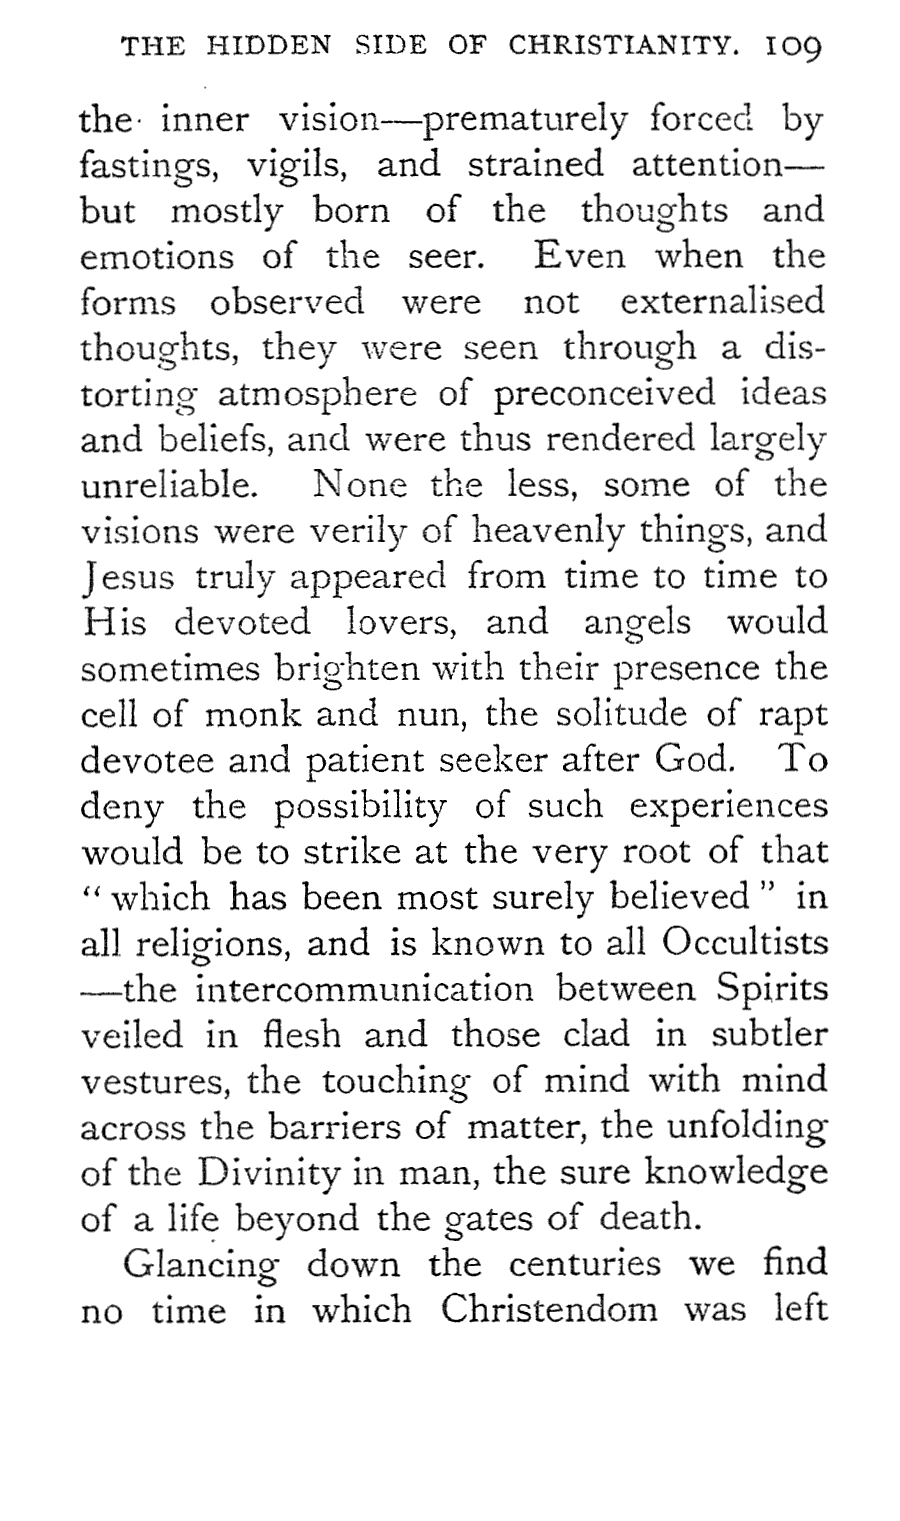 THE HIDDEN SIDE OF CHRISTIANITY. 109
the inner vision—prematurely forced by
fastings, vigils, and strained attention—
but mostly born of the thoughts and
emotions of the seer. Even when the
forms observed were not externalised
thoughts, they were seen through a dis-
torting atmosphere of preconceived ideas
and beliefs, and were thus rendered largely
unreliable. None the less, some of the
visions were verily of heavenly things, and
Jesus truly appeared from time to time to
His devoted lovers, and angels would
sometimes brighten with their presence the
cell of monk and nun, the solitude of rapt
devotee and patient seeker after God. To
deny the possibility of such experiences
would be to strike at the very root of that
“which has been most surely believed” in
all religions, and is known to all Occultists
—the intercommunication between Spirits
veiled in flesh and those clad in subtler
vestures, the touching of mind with mind
across the barriers of matter, the unfolding
of the Divinity in man, the sure knowledge
of a life beyond the gates of death.
Glancing down the centuries we find
no time in which Christendom was left